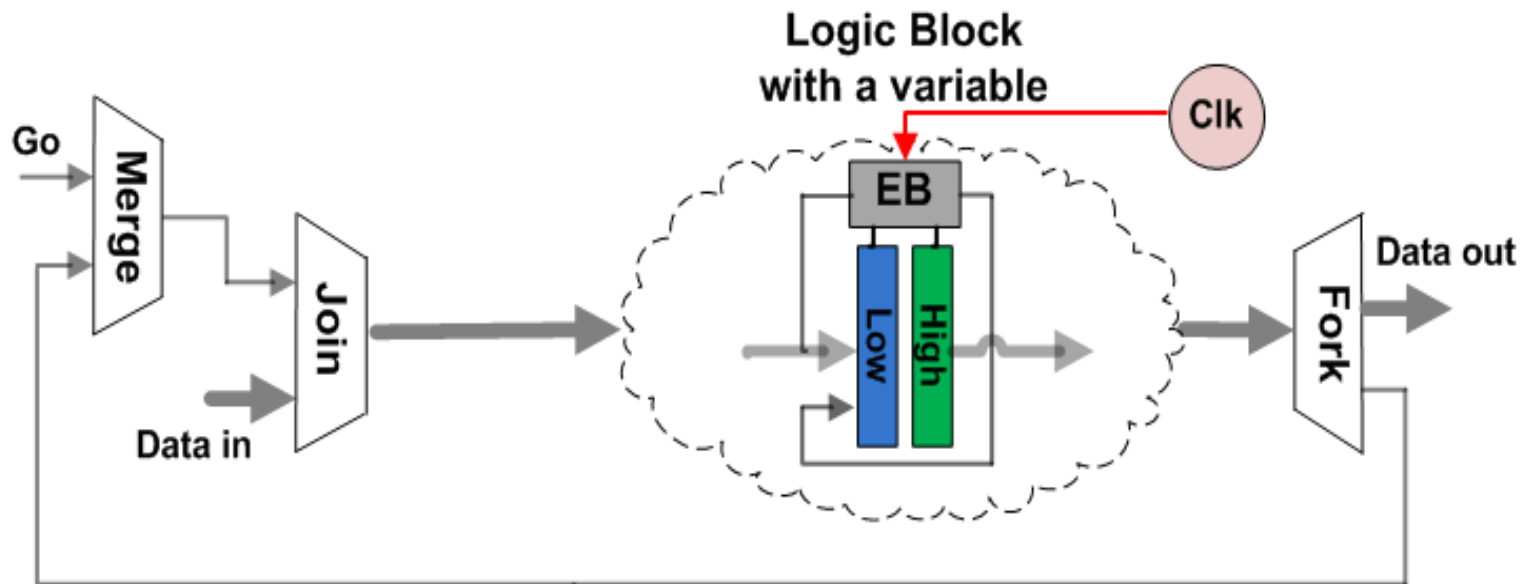 Logic Block
with a variable
Clk
Go
Merge
EB
Join
Low
High
Fork
Data out
Data in